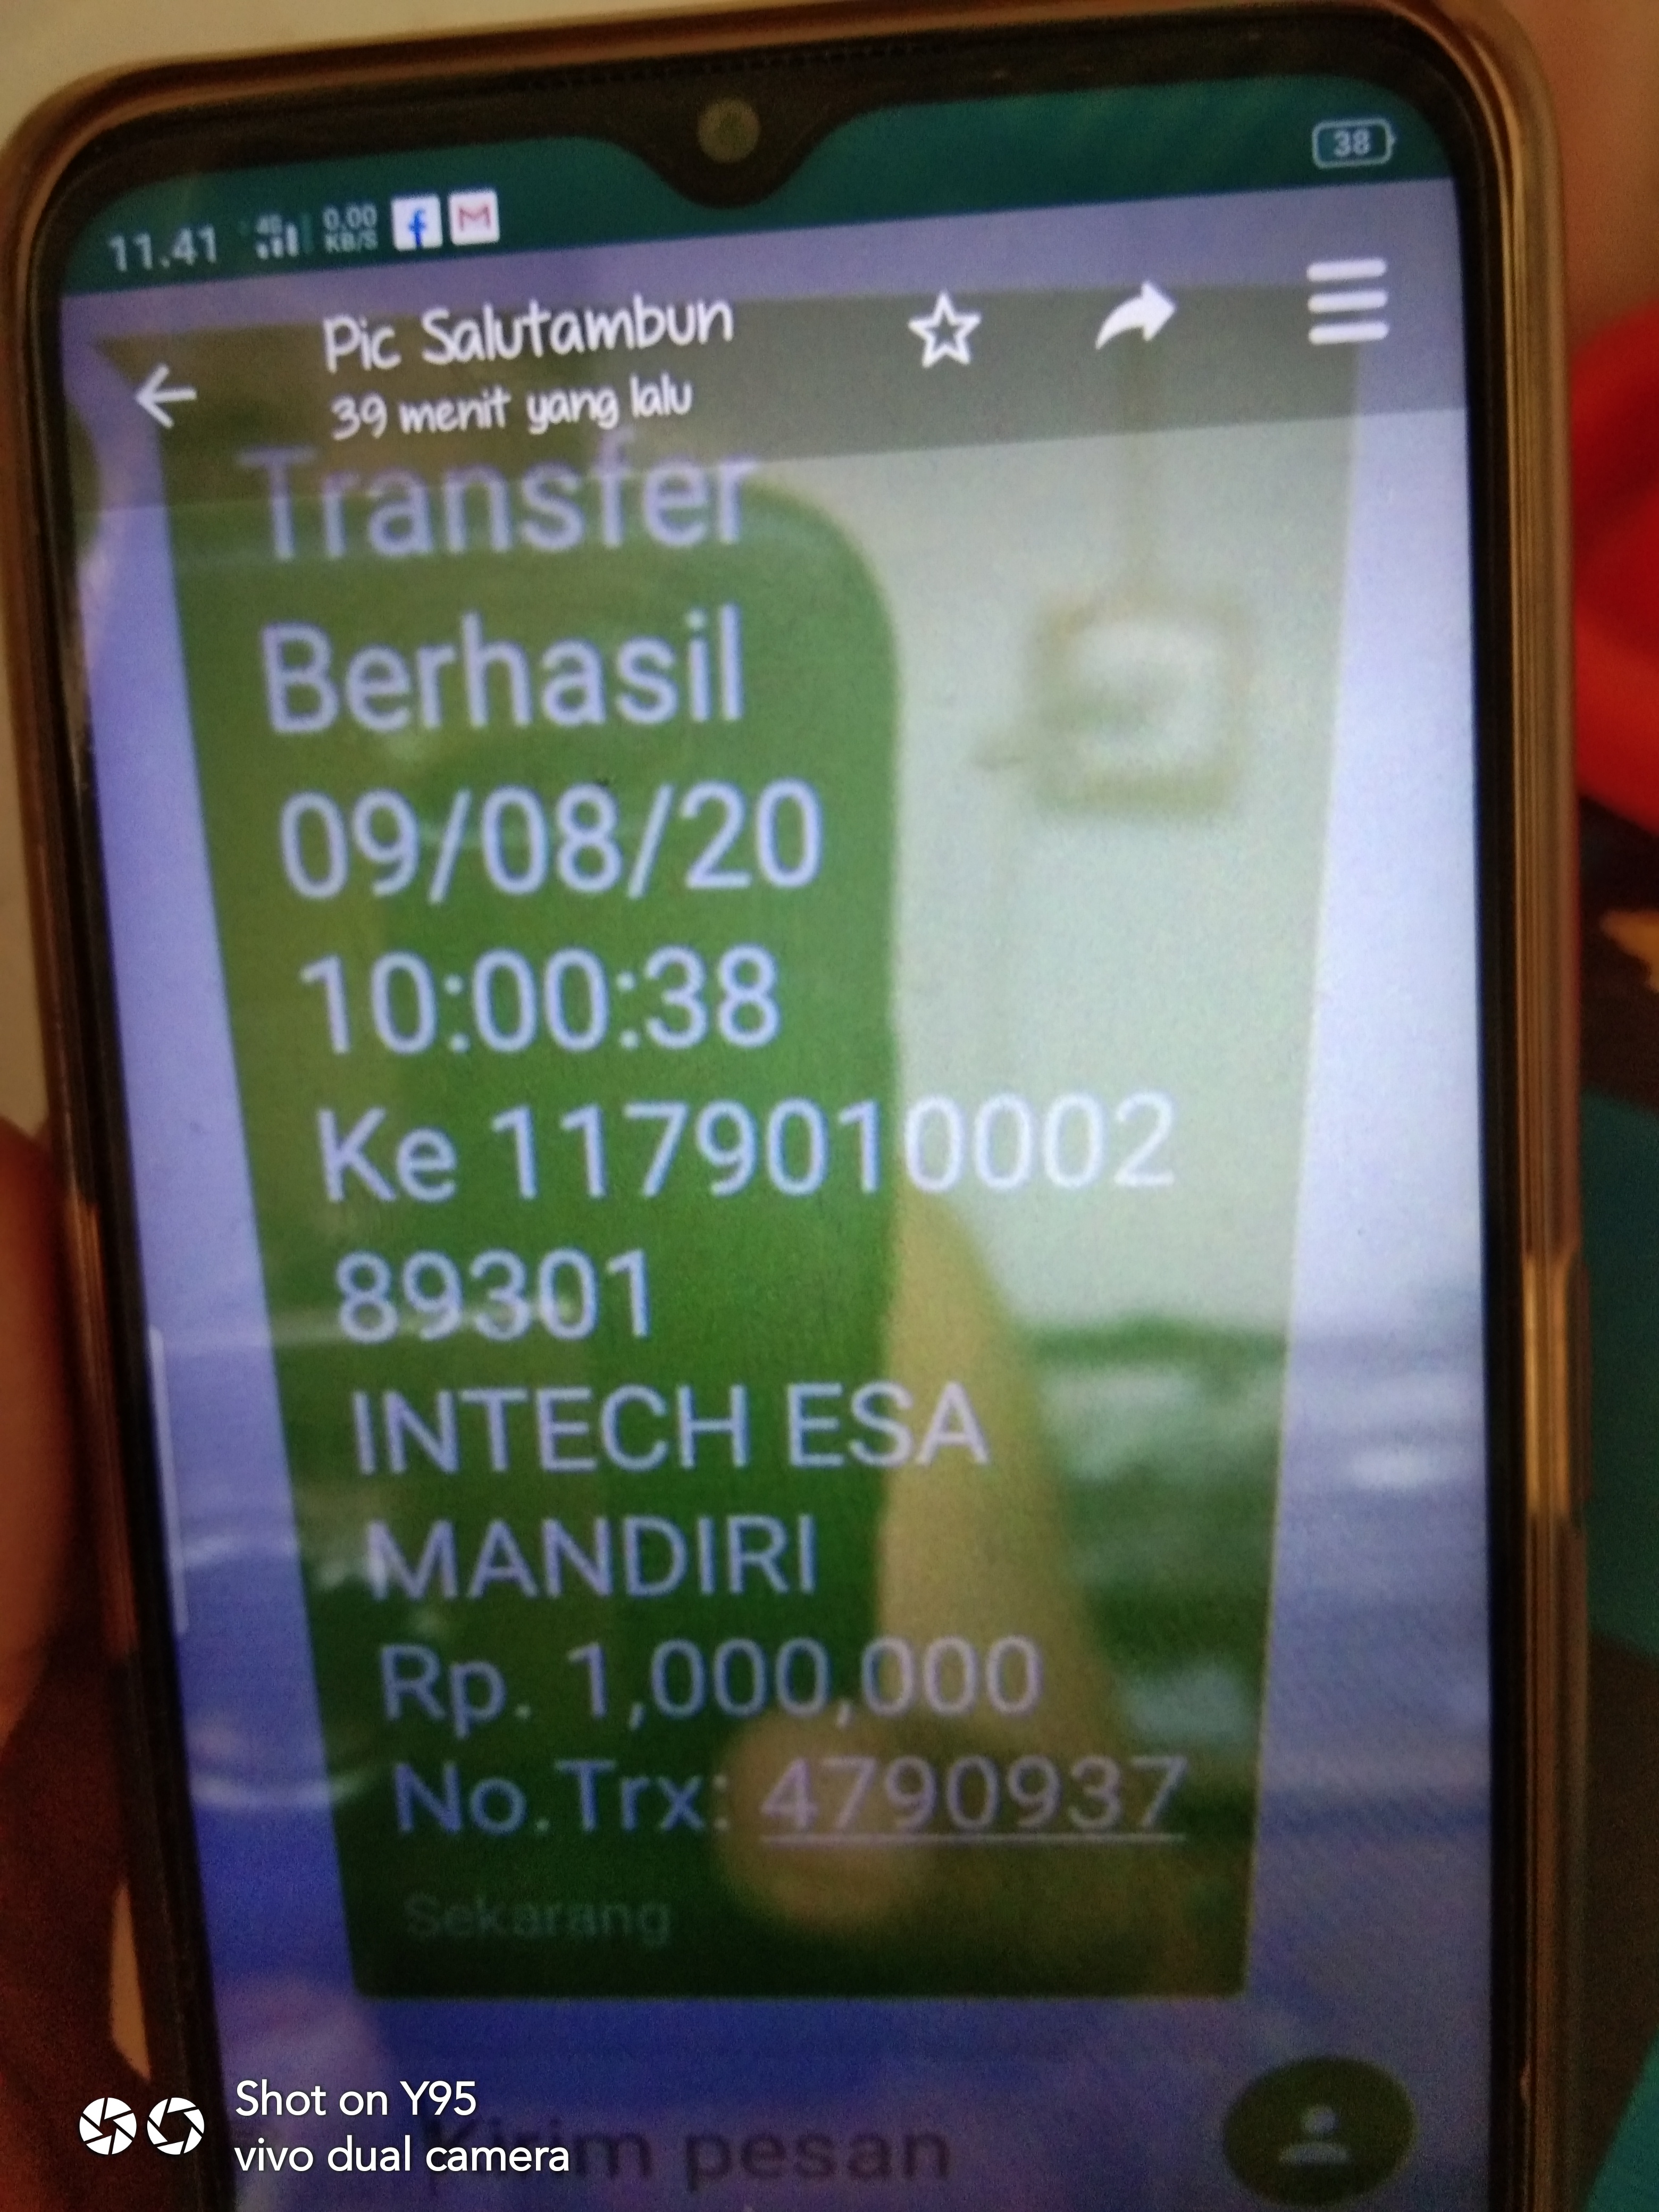 11.41 4G 0.00 KB/S 38
Pic Salutambun
39 menit yang lalu
Transfer
Berhasil
09/08/20
10:00:38
Ke 1179010002
89301
INTECH ESA
MANDIRI
Rp. 1,000,000
No.Trx: 4790937
Sekarang
Kirim pesan
Shot on Y95
vivo dual camera